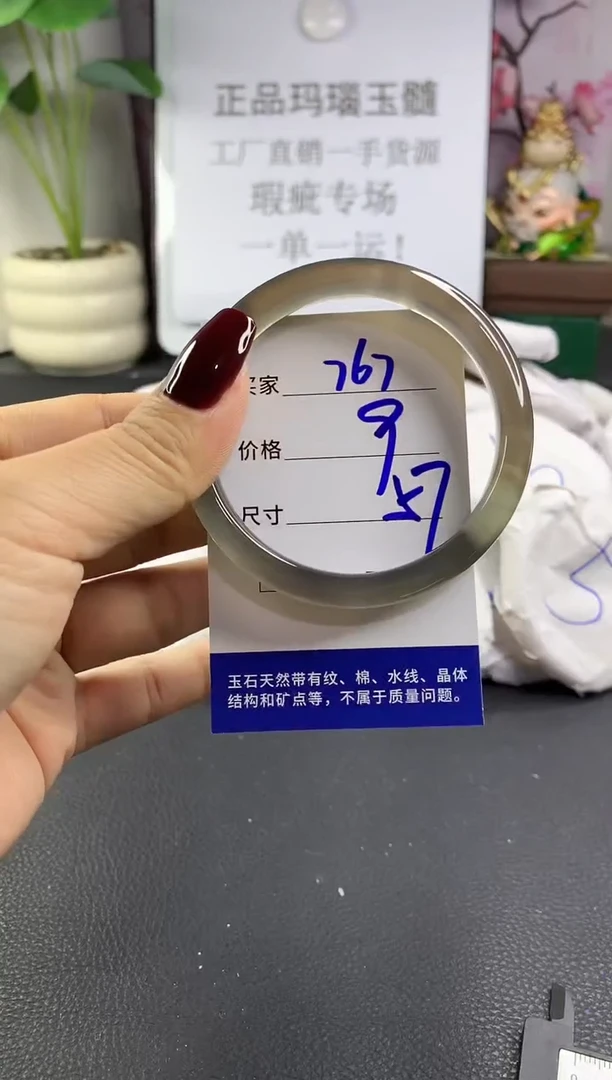 正品玛瑙玉髓
工厂直销一手货源
瑕疵专场
一单一运!
买家 767
价格 9
尺寸 57
玉石天然带有纹、棉、水线、晶体
结构和矿点等，不属于质量问题。